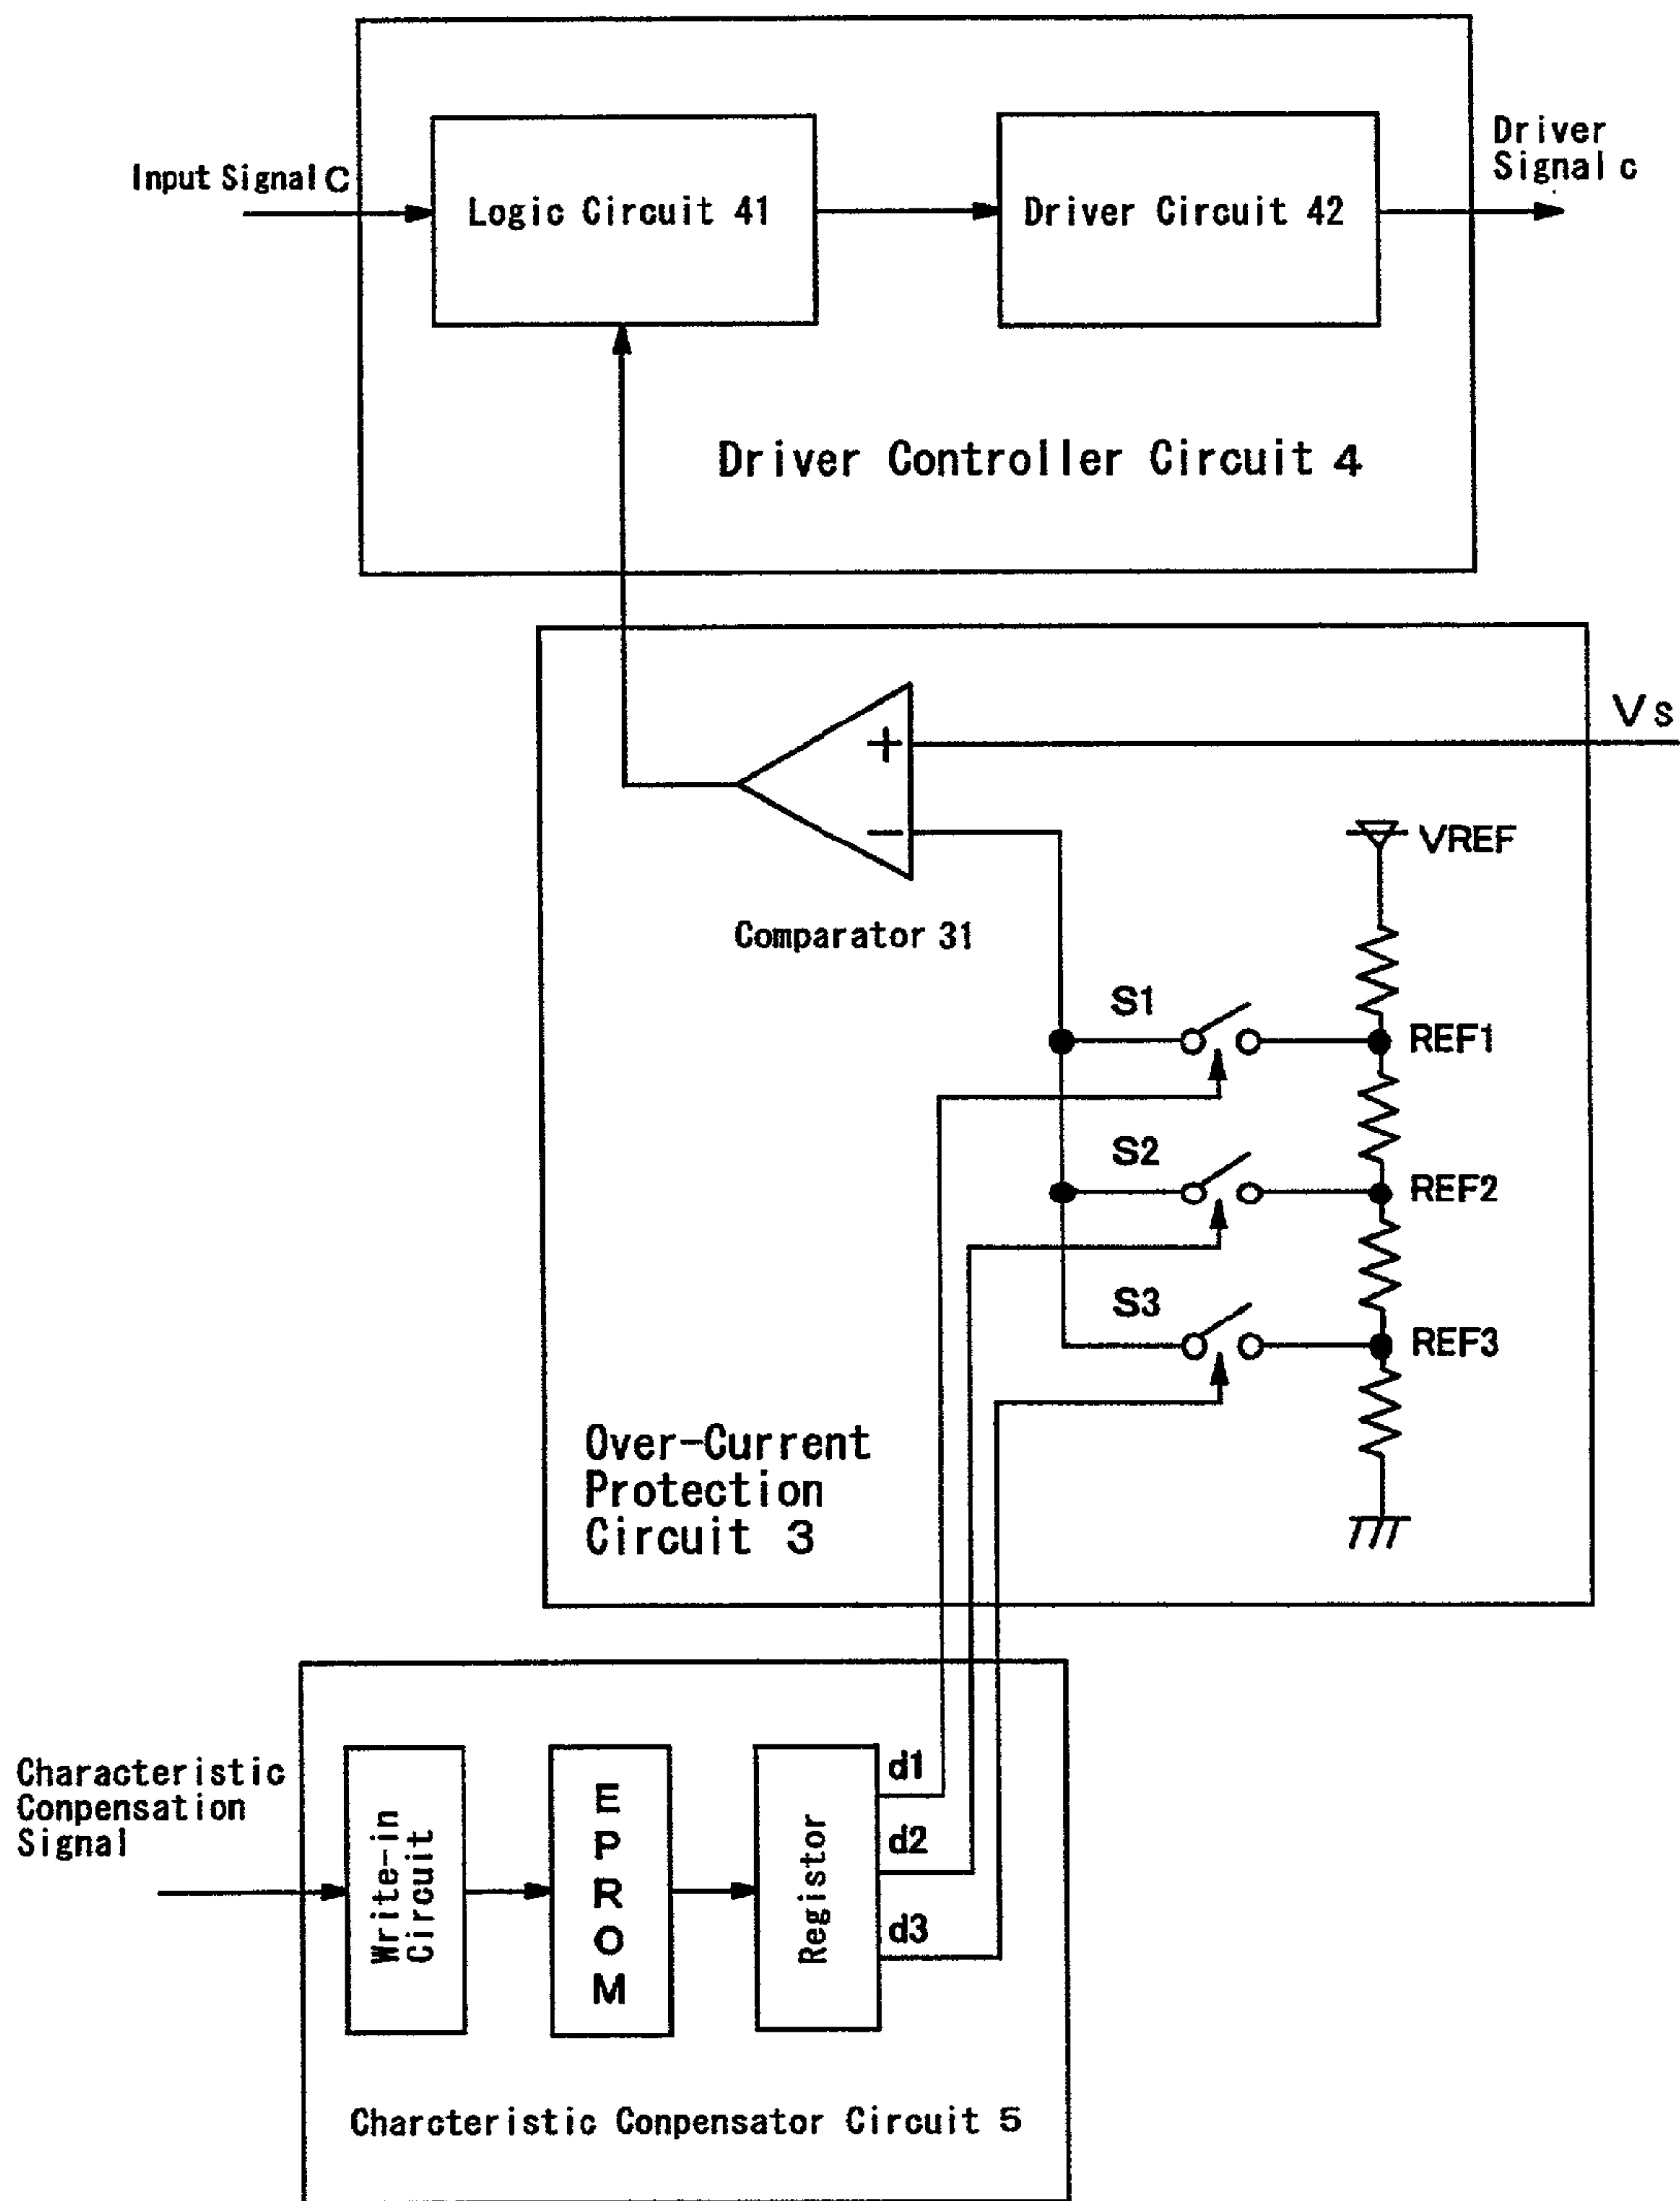 Input Signal C
Logic Circuit 41
Driver Circuit 42
Driver
Signal c
Driver Controller Circuit 4
Vs
+
−
VREF
Comparator 31
S1
REF1
S2
REF2
S3
REF3
Over-Current
Protection
Circuit 3
Characteristic
Conpensation
Signal
Write-in
Circuit
EPROM
Registor
d1
d2
d3
Charcteristic Conpensator Circuit 5